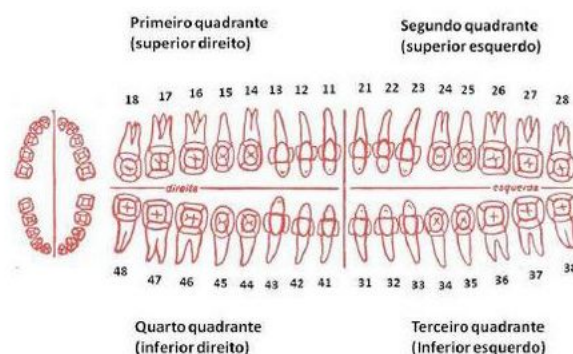 Primeiro quadrante Segundo quadrante
(superior direito) (superior esquerdo)
18 17 16 15 14 13 12 11 21 22 23 24 25 26 27 28
direita esquerda
48 47 46 45 44 43 42 41 31 32 33 34 35 36 37 38
Quarto quadrante Terceiro quadrante
(inferior direito) (Inferior esquerdo)